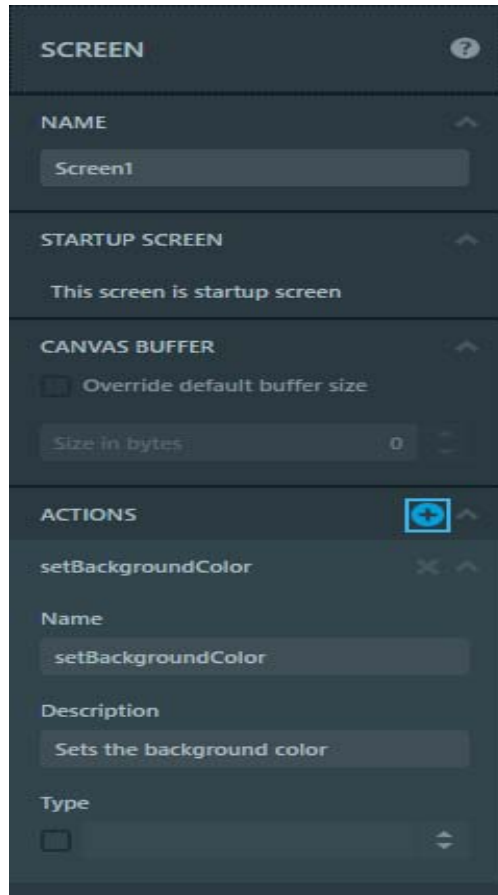 SCREEN
NAME
Screen1
STARTUP SCREEN
This screen is startup screen
CANVAS BUFFER
Override default buffer size
Size in bytes 0
ACTIONS
setBackgroundColor
Name
setBackgroundColor
Description
Sets the background color
Type